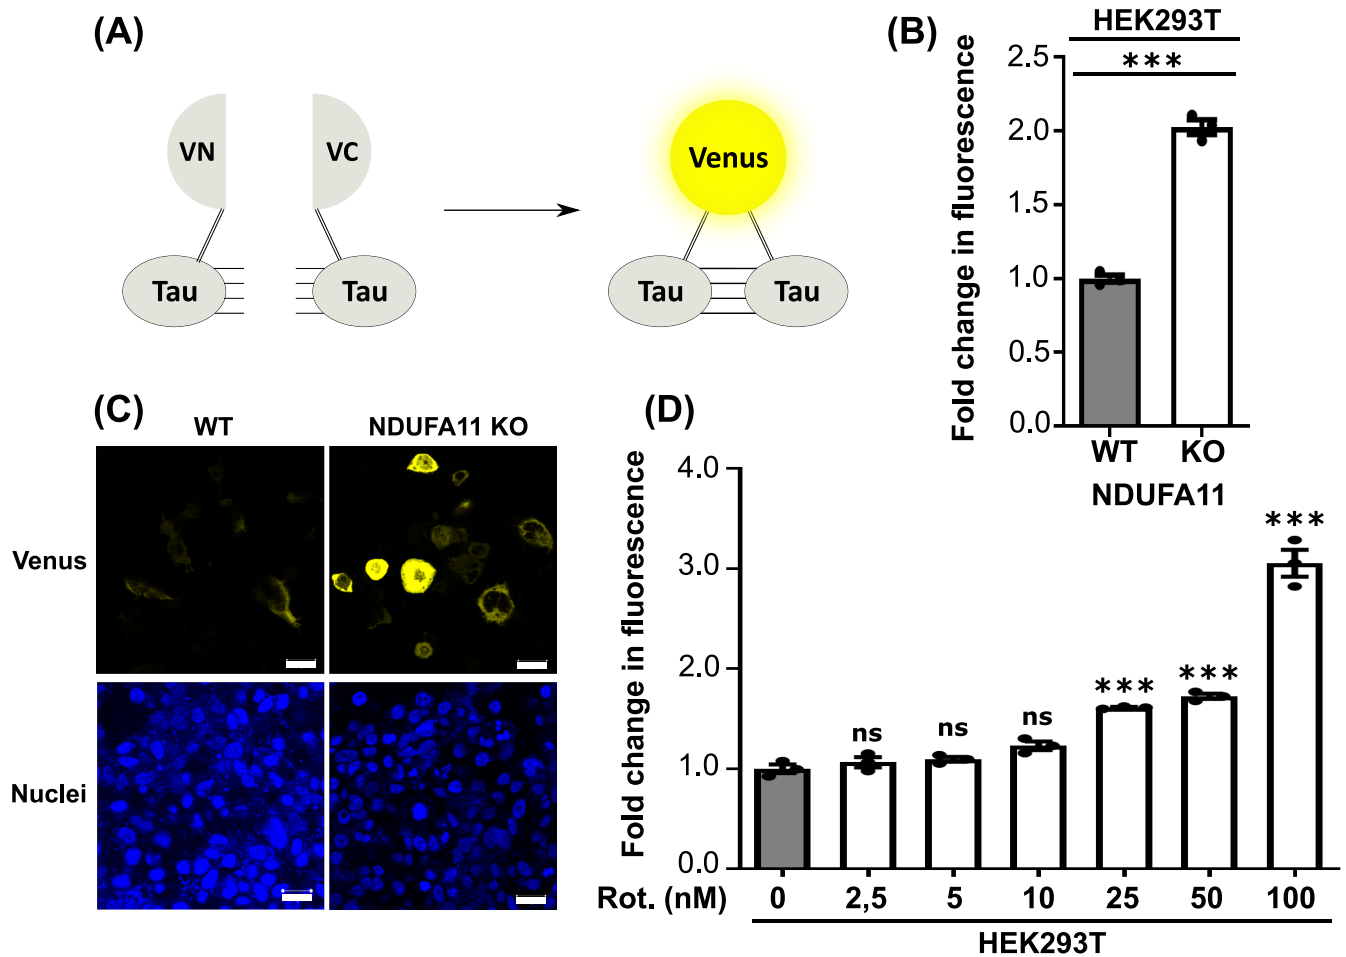 (A)
VN
VC
Tau
Tau
Venus
Tau
Tau
(B)
HEK293T
***
Fold change in fluorescence
2.5
2.0
1.5
1.0
0.5
0.0
WT
KO
NDUFA11
(C)
WT
NDUFA11 KO
Venus
Nuclei
(D)
Fold change in fluorescence
4.0
3.0
2.0
1.0
0.0
ns
ns
ns
***
***
***
Rot. (nM)
0
2,5
5
10
25
50
100
HEK293T